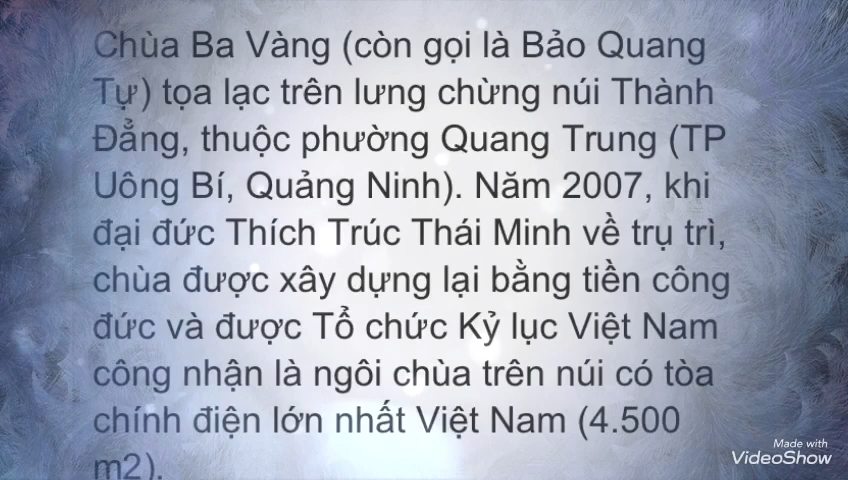 Chùa Ba Vàng (còn gọi là Bảo Quang
Tự) tọa lạc trên lưng chừng núi Thành
Đẳng, thuộc phường Quang Trung (TP
Uông Bí, Quảng Ninh). Năm 2007, khi
đại đức Thích Trúc Thái Minh về trụ trì,
chùa được xây dựng lại bằng tiền công
đức và được Tổ chức Kỷ lục Việt Nam
công nhận là ngôi chùa trên núi có tòa
chính điện lớn nhất Việt Nam (4.500
m2).
Made with
VideoShow